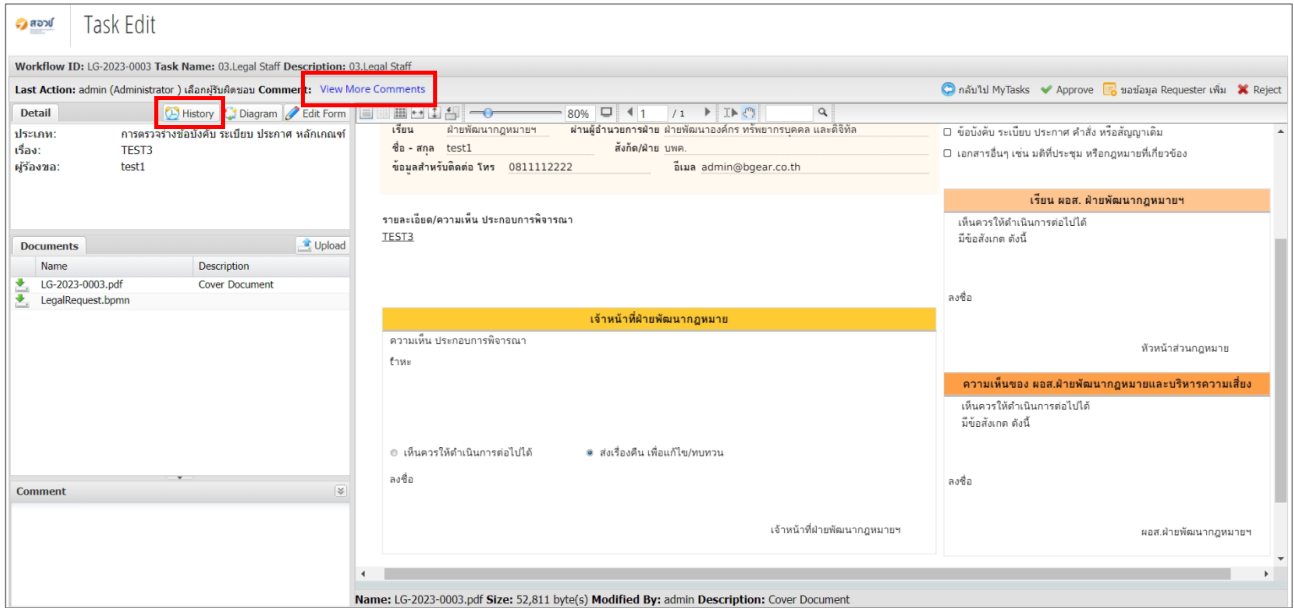 สอวช Task Edit
Workflow ID: LG-2023-0003 Task Name: 03.Legal Staff Description: 03.Legal Staff
Last Action: admin (Administrator ) เลือกผู้รับผิดชอบ Comment: View More Comments กลับไป MyTasks Approve ขอข้อมูล Requester เพิ่ม Reject
Detail History Diagram Edit Form 80% 1 / 1
ประเภท: การตรวจร่างข้อบังคับ ระเบียบ ประกาศ หลักเกณฑ์
เรื่อง: TEST3
ผู้ร้องขอ: test1
เรียน ฝ่ายพัฒนากฎหมายฯ ผ่านผู้อำนวยการฝ่าย ฝ่ายพัฒนาองค์กร ทรัพยากรบุคคล และดิจิทัล
ชื่อ - สกุล test1 สังกัด/ฝ่าย บพค.
ข้อมูลสำหรับติดต่อ โทร 0811112222 อีเมล admin@bgear.co.th
รายละเอียด/ความเห็น ประกอบการพิจารณา
TEST3
ข้อบังคับ ระเบียบ ประกาศ คำสั่ง หรือสัญญาเดิม
เอกสารอื่นๆ เช่น มติที่ประชุม หรือกฎหมายที่เกี่ยวข้อง
เรียน ผอส. ฝ่ายพัฒนากฎหมายฯ
เห็นควรให้ดำเนินการต่อไปได้
มีข้อสังเกต ดังนี้
ลงชื่อ
หัวหน้าส่วนกฎหมาย
Documents Upload
Name Description
LG-2023-0003.pdf Cover Document
LegalRequest.bpmn
เจ้าหน้าที่ฝ่ายพัฒนากฎหมาย
ความเห็น ประกอบการพิจารณา
เห็นควรให้ดำเนินการต่อไปได้ ส่งเรื่องคืน เพื่อแก้ไข/ทบทวน
ลงชื่อ
เจ้าหน้าที่ฝ่ายพัฒนากฎหมายฯ
ความเห็นของ ผอส.ฝ่ายพัฒนากฎหมายและบริหารความเสี่ยง
เห็นควรให้ดำเนินการต่อไปได้
มีข้อสังเกต ดังนี้
ลงชื่อ
ผอส.ฝ่ายพัฒนากฎหมายฯ
Comment
Name: LG-2023-0003.pdf Size: 52,811 byte(s) Modified By: admin Description: Cover Document